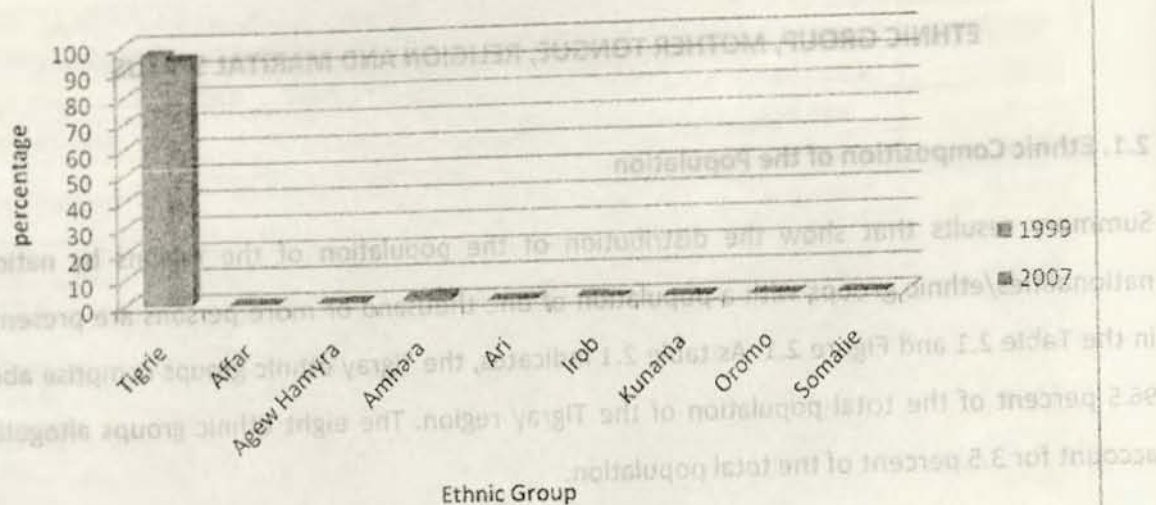 100
90
80
70
60
50
40
30
20
10
0
percentage
Tigrie
Affar
Agew Hamyra
Amhara
Ari
Irob
Kunama
Oromo
Somalie
Ethnic Group
1999
2007
ETHNIC GROUP, MOTHER TONGUE, RELIGION AND MARITAL
2.1. Ethnic Composition of the Population
results that show the distribution of the population of the
nationalities/ethnic groups with a population of one thousand or more persons are
in the Table 2.1 and Figure 2.1. As table 2.1 indicates, the Tigray ethnic groups comprise
96.5 percent of the total population of the Tigray region. The eight ethnic groups
account for 3.5 percent of the total population.